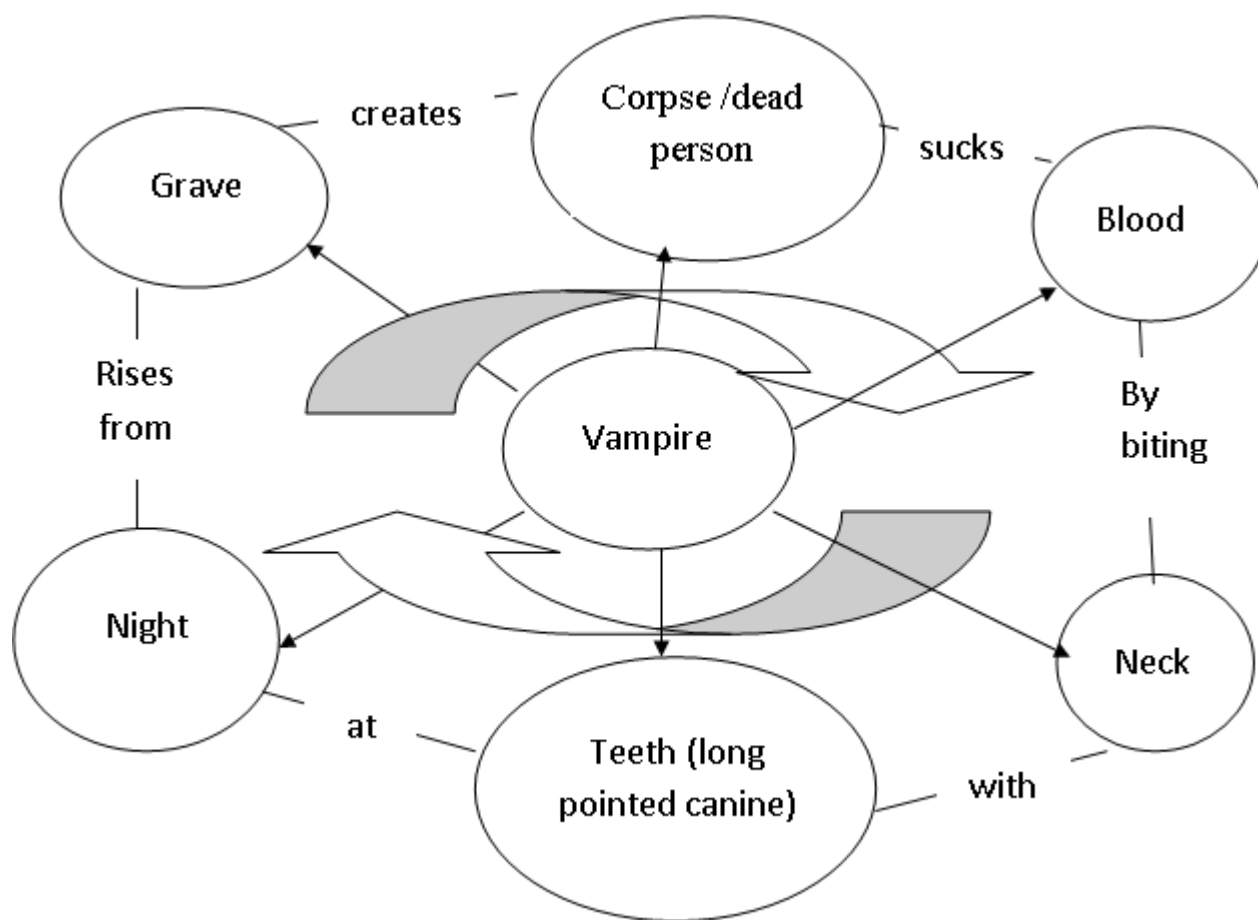 creates
Corpse /dead
person
sucks
Grave
Blood
Rises
from
Vampire
By
biting
Night
Neck
at
Teeth (long
pointed canine)
with